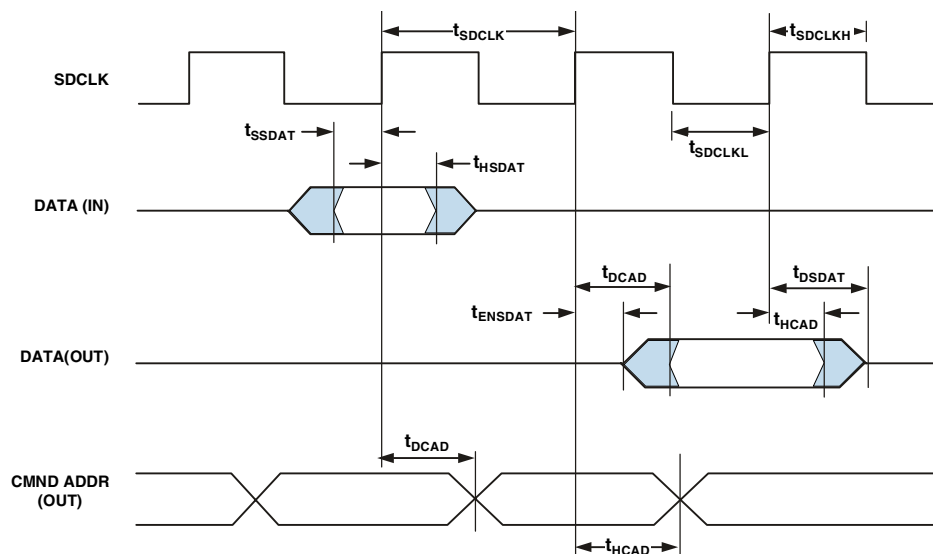 tSDCLK
tSDCLKH
SDCLK
tSSDAT
tSDCLKL
tHSDAT
DATA (IN)
tDCAD
tDSDAT
tENSDAT
tHCAD
DATA(OUT)
tDCAD
CMND ADDR
(OUT)
tHCAD